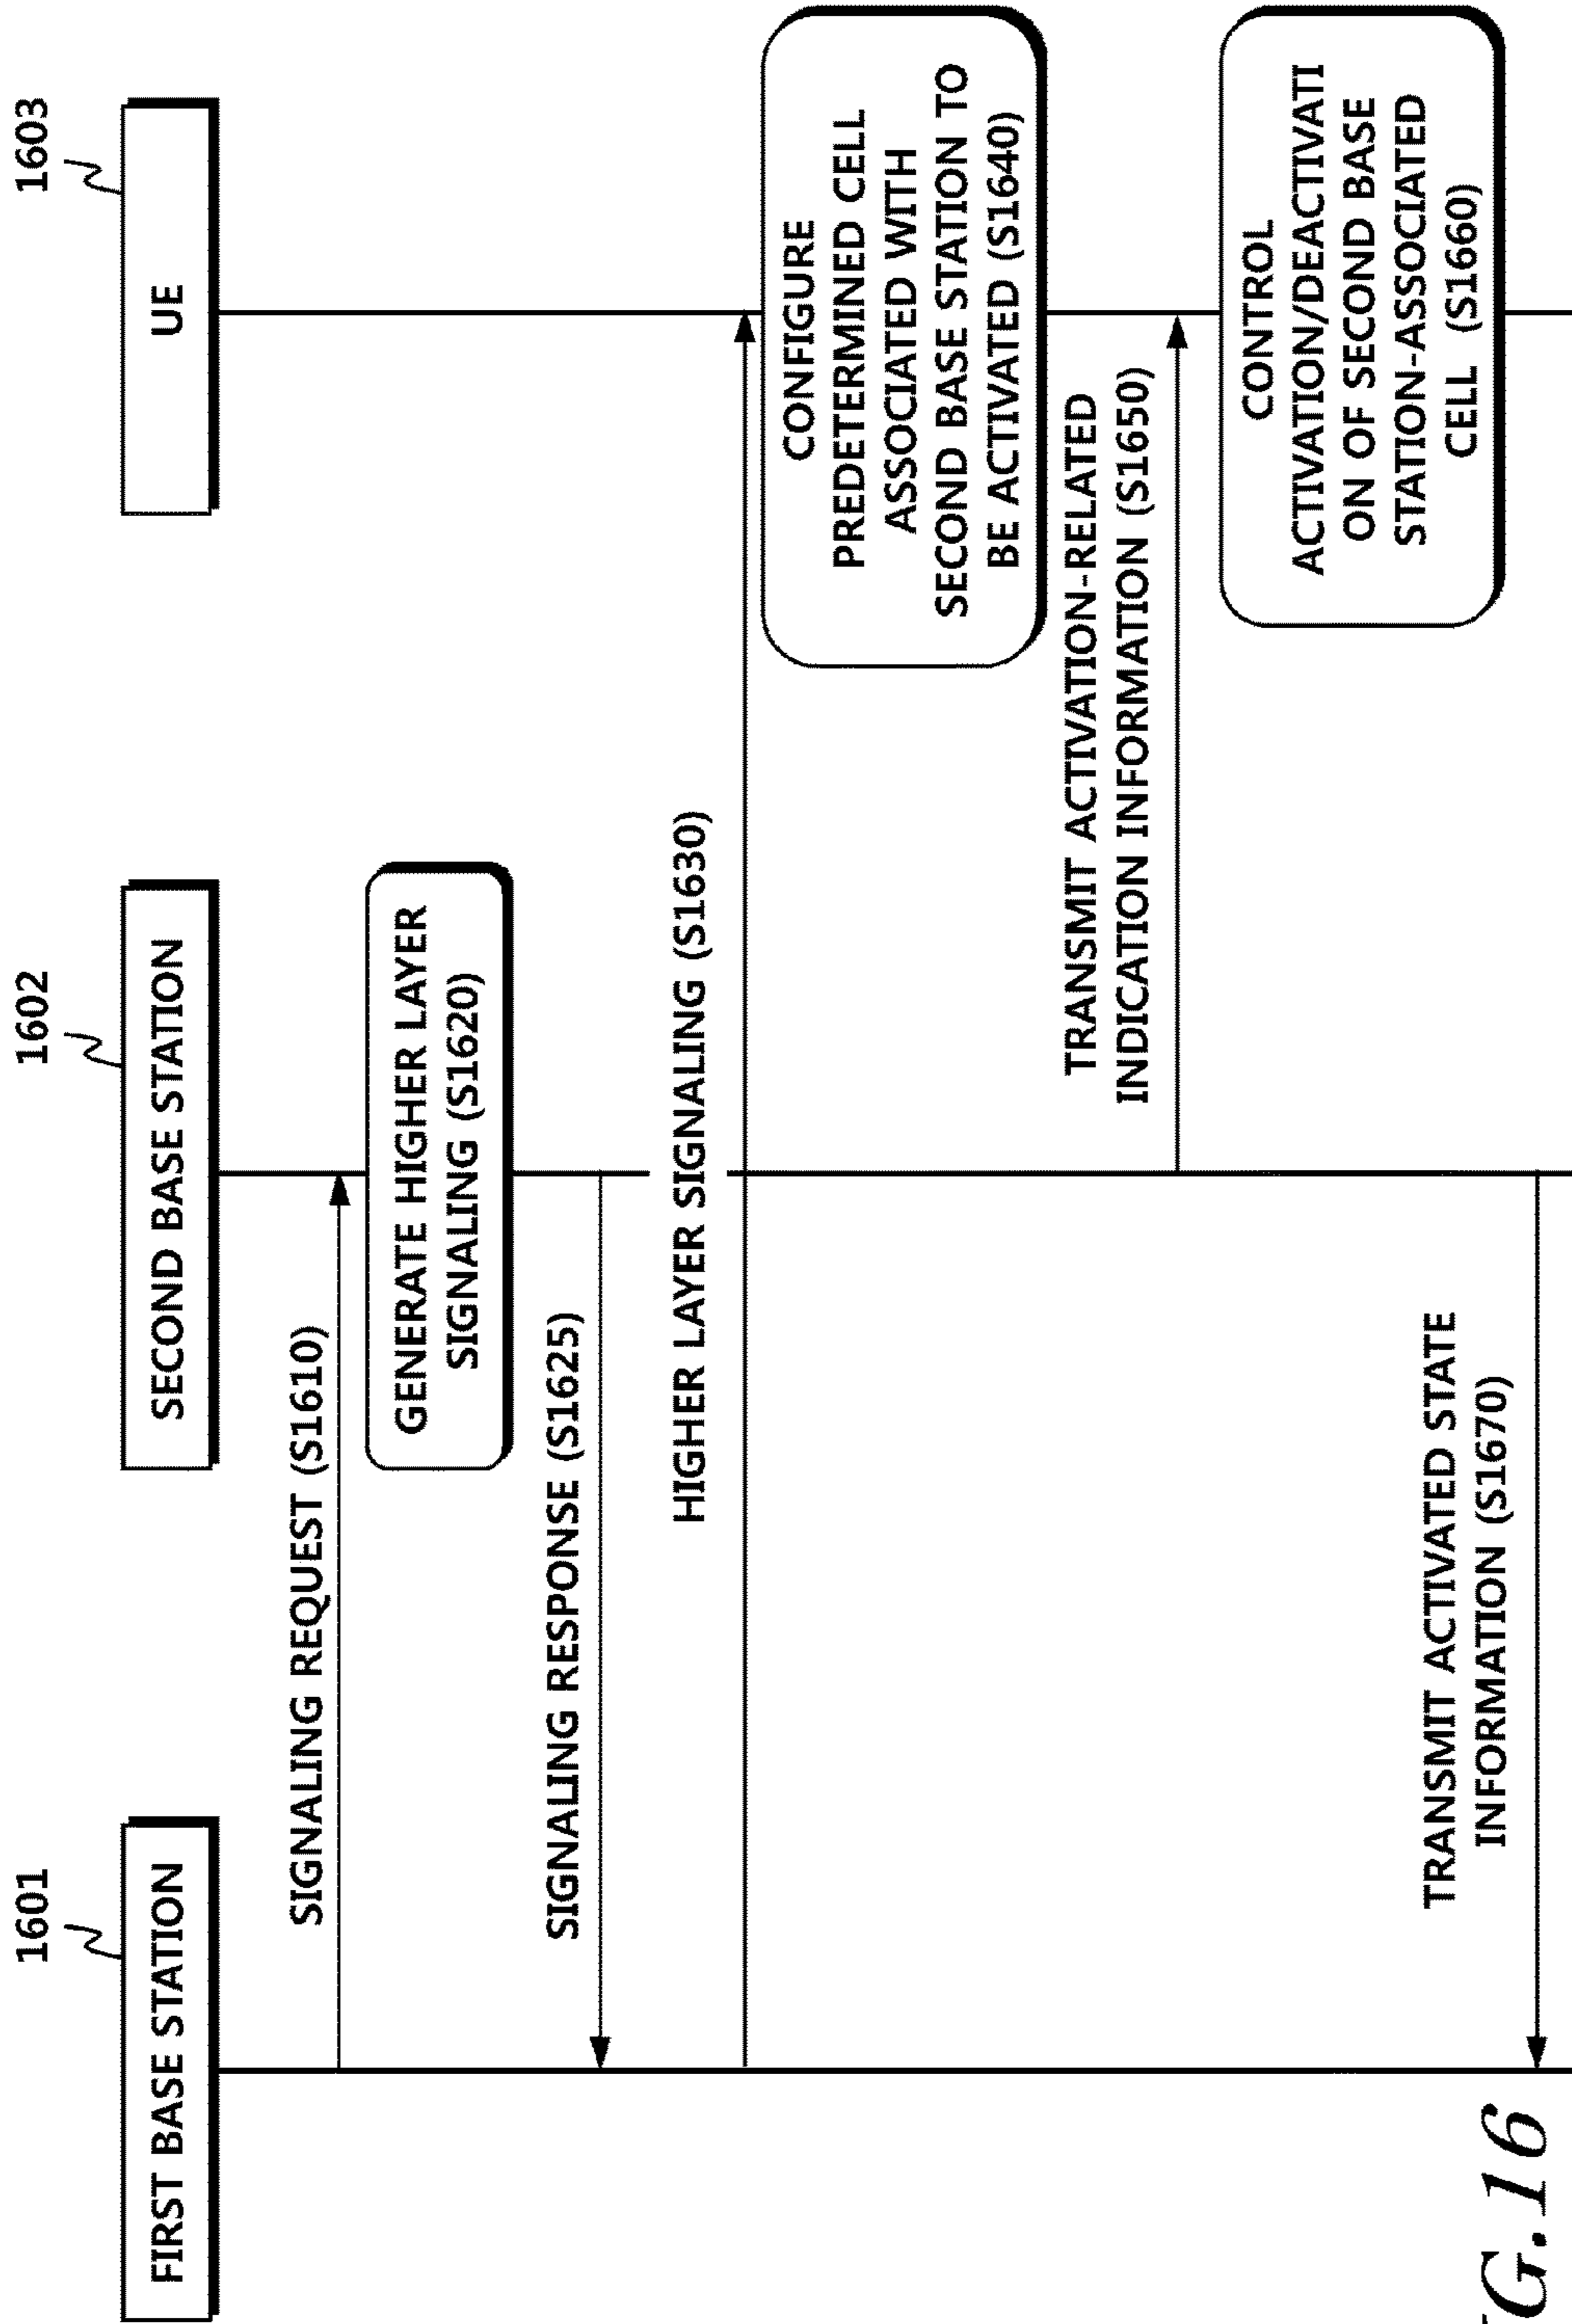 1601
1602
1603
FIRST BASE STATION
SECOND BASE STATION
UE
SIGNALING REQUEST (S1610)
GENERATE HIGHER LAYER
SIGNALING (S1620)
SIGNALING RESPONSE (S1625)
HIGHER LAYER SIGNALING (S1630)
CONFIGURE
PREDETERMINED CELL
ASSOCIATED WITH
SECOND BASE STATION TO
BE ACTIVATED (S1640)
TRANSMIT ACTIVATION-RELATED
INDICATION INFORMATION (S1650)
CONTROL
ACTIVATION/DEACTIVATI
ON OF SECOND BASE
STATION-ASSOCIATED
CELL (S1660)
TRANSMIT ACTIVATED STATE
INFORMATION (S1670)
G.16